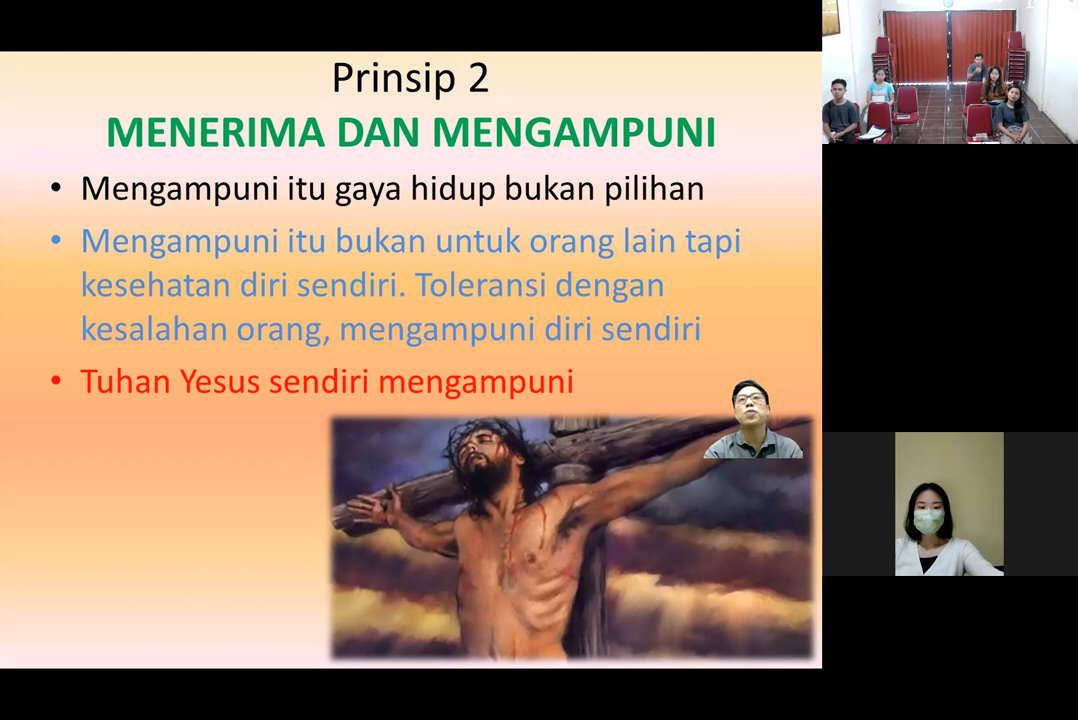 Prinsip 2
MENERIMA DAN MENGAMPUNI
• Mengampuni itu gaya hidup bukan pilihan
• Mengampuni itu bukan untuk orang lain tapi
kesehatan diri sendiri. Toleransi dengan
kesalahan orang, mengampuni diri sendiri
• Tuhan Yesus sendiri mengampuni